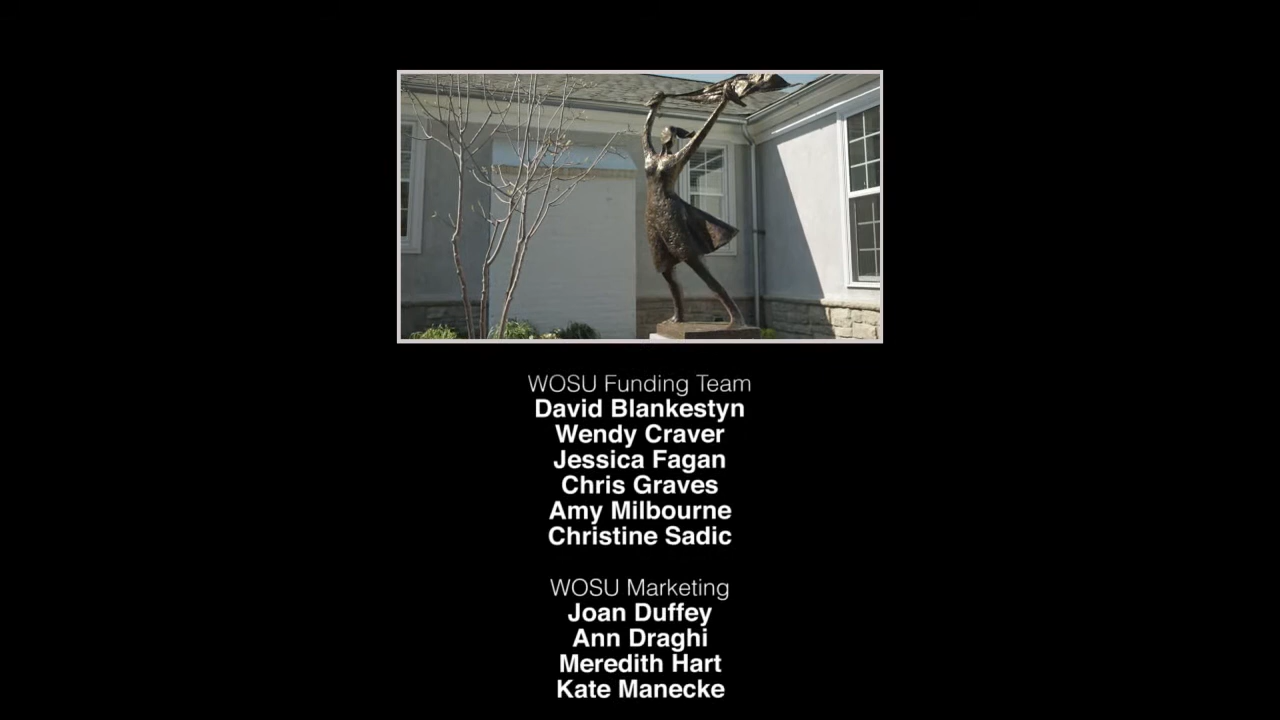 WOSU Funding Team
David Blankestyn
Wendy Craver
Jessica Fagan
Chris Graves
Amy Milbourne
Christine Sadic
WOSU Marketing
Joan Duffey
Ann Draghi
Meredith Hart
Kate Manecke